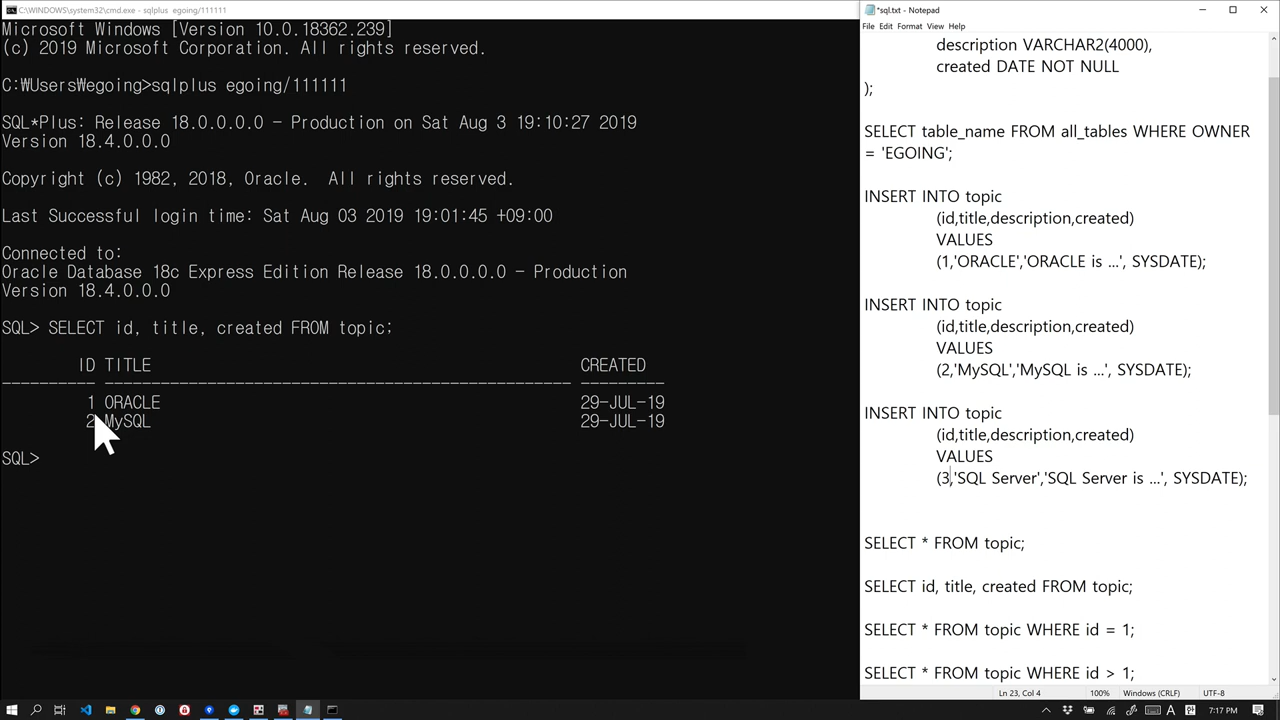 C:\WINDOWS\system32\cmd.exe - sqlplus  egoing/111111
Microsoft Windows [Version 10.0.18362.239]
(c) 2019 Microsoft Corporation. All rights reserved.
C:₩Users₩egoing>sqlplus egoing/111111
SQL*Plus: Release 18.0.0.0.0 - Production on Sat Aug 3 19:10:27 2019
Version 18.4.0.0.0
Copyright (c) 1982, 2018, Oracle.  All rights reserved.
Last Successful login time: Sat Aug 03 2019 19:01:45 +09:00
Connected to:
Oracle Database 18c Express Edition Release 18.0.0.0.0 - Production
Version 18.4.0.0.0
SQL> SELECT id, title, created FROM topic;
ID TITLE CREATED
---------- -------------------------------------------------- ---------
1 ORACLE 29-JUL-19
2 MySQL 29-JUL-19
SQL>
*sql.txt - Notepad
File Edit Format View Help
description VARCHAR2(4000),
created DATE NOT NULL
);
SELECT table_name FROM all_tables WHERE OWNER
= 'EGOING';
INSERT INTO topic
(id,title,description,created)
VALUES
(1,'ORACLE','ORACLE is ...', SYSDATE);
INSERT INTO topic
(id,title,description,created)
VALUES
(2,'MySQL','MySQL is ...', SYSDATE);
INSERT INTO topic
(id,title,description,created)
VALUES
(3,'SQL Server','SQL Server is ...', SYSDATE);
SELECT * FROM topic;
SELECT id, title, created FROM topic;
SELECT * FROM topic WHERE id = 1;
SELECT * FROM topic WHERE id > 1;
Ln 23, Col 4 100% Windows (CRLF) UTF-8
A 7:17 PM